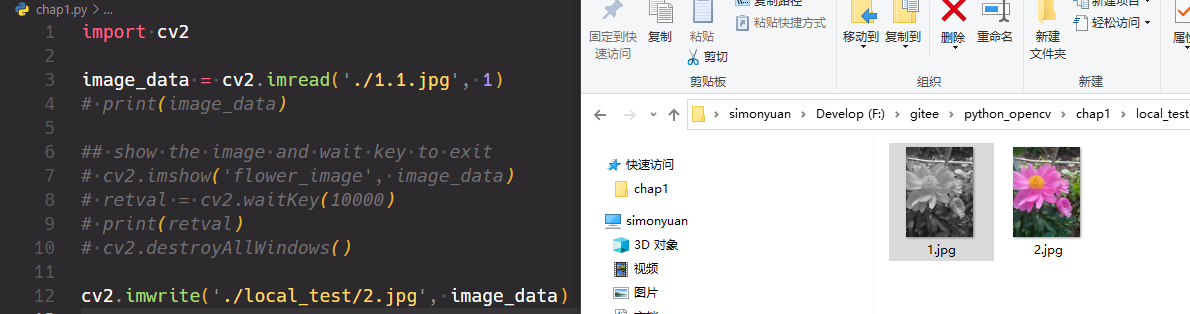 chap1.py > ...
1 import cv2
2
3 image_data = cv2.imread('./1.1.jpg', 1)
4 # print(image_data)
5
6 ## show the image and wait key to exit
7 # cv2.imshow('flower_image', image_data)
8 # retval = cv2.waitKey(10000)
9 # print(retval)
10 # cv2.destroyAllWindows()
11
12 cv2.imwrite('./local_test/2.jpg', image_data)
固定到快速访问
复制
粘贴
复制路径
粘贴快捷方式
剪切
剪贴板
移动到
复制到
删除
重命名
组织
新建文件夹
新建项目
轻松访问
新建
simonyuan > Develop (F:) > gitee > python_opencv > chap1 > local_test
快速访问
chap1
simonyuan
3D 对象
视频
图片
1.jpg
2.jpg